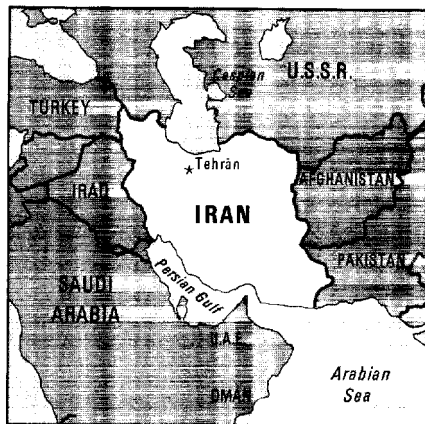 Caspian
Sea
U.S.S.R.
TURKEY
Tehrān
IRAQ
AFGHANISTAN
IRAN
PAKISTAN
Persian Gulf
SAUDI
ARABIA
U.A.E.
OMAN
Arabian
Sea